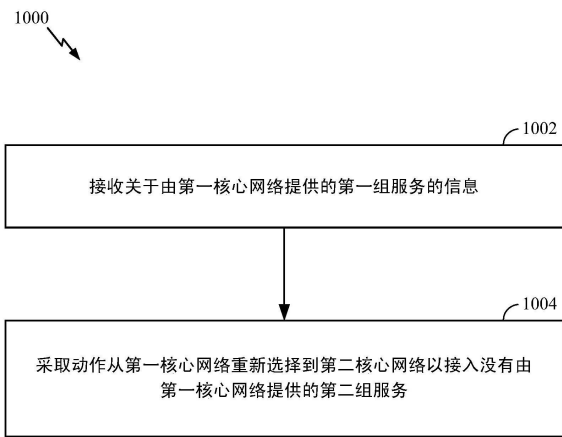 1000
1002
接收关于由第一核心网络提供的第一组服务的信息
1004
采取动作从第一核心网络重新选择到第二核心网络以接入没有由
第一核心网络提供的第二组服务